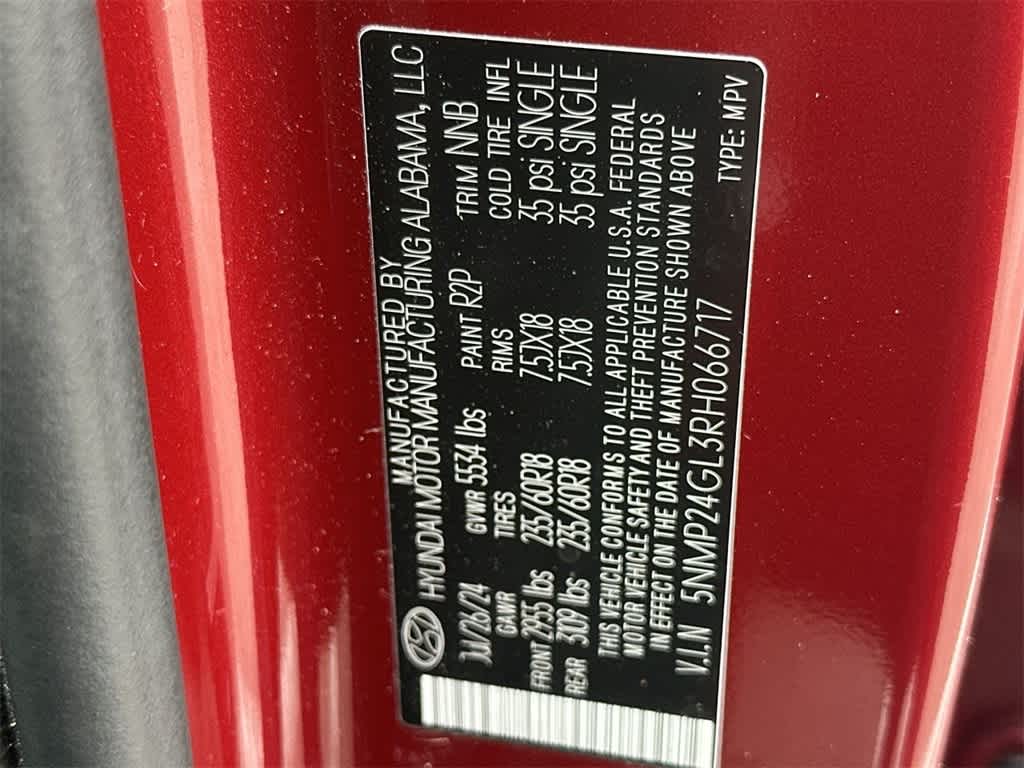 MANUFACTURED BY
HYUNDAI MOTOR MANUFACTURING ALABAMA, LLC
JUL/26/24 GVWR 5534 lbs PAINT R2P TRIM NNB
GAWR TIRES RIMS COLD TIRE INFL
FRONT 2955 lbs 235/60R18 7.5JX18 35 psi SINGLE
REAR 3109 lbs 235/60R18 7.5JX18 35 psi SINGLE
THIS VEHICLE CONFORMS TO ALL APPLICABLE U.S.A. FEDERAL
MOTOR VEHICLE SAFETY AND THEFT PREVENTION STANDARDS
IN EFFECT ON THE DATE OF MANUFACTURE SHOWN ABOVE
V.I.N 5NMP24GL3RH066717 TYPE: MPV